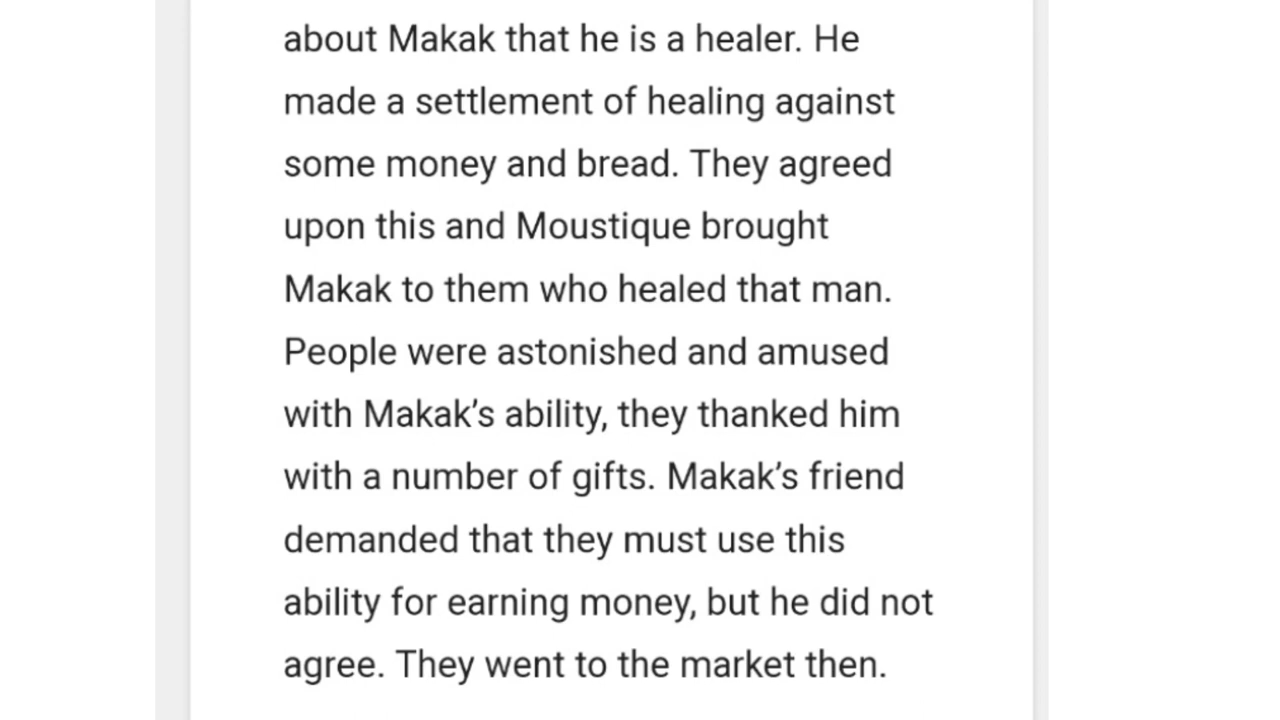 about Makak that he is a healer. He
made a settlement of healing against
some money and bread. They agreed
upon this and Moustique brought
Makak to them who healed that man.
People were astonished and amused
with Makak’s ability, they thanked him
with a number of gifts. Makak’s friend
demanded that they must use this
ability for earning money, but he did not
agree. They went to the market then.